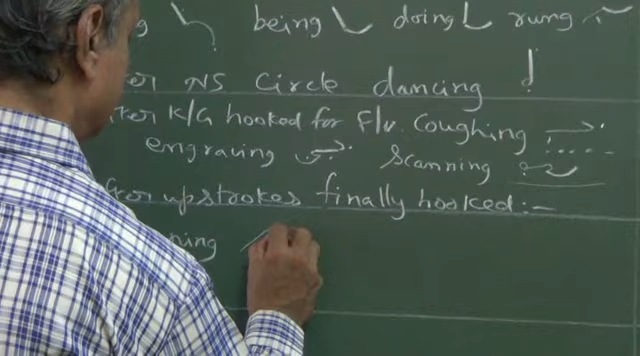 being doing rung
NS Circle dancing
K/G hooked for F/V. Coughing
engraving Scanning
upstrokes finally hooked:-